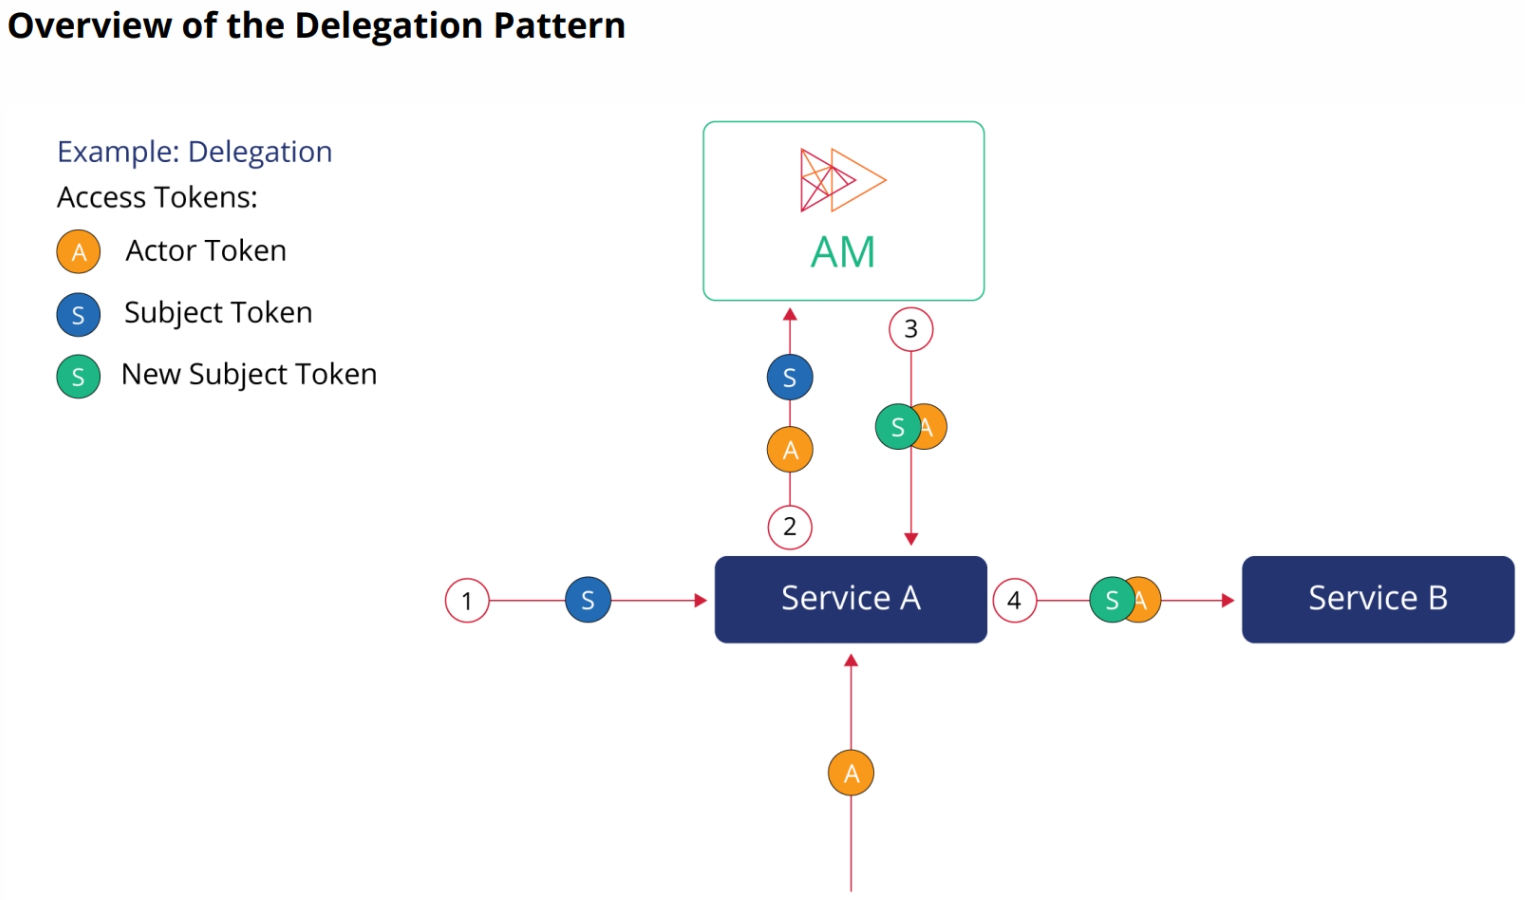 Overview of the Delegation Pattern
Example: Delegation
Access Tokens:
A Actor Token
S Subject Token
S New Subject Token
AM
3
S
S A
A
2
1 S Service A 4 S A Service B
A